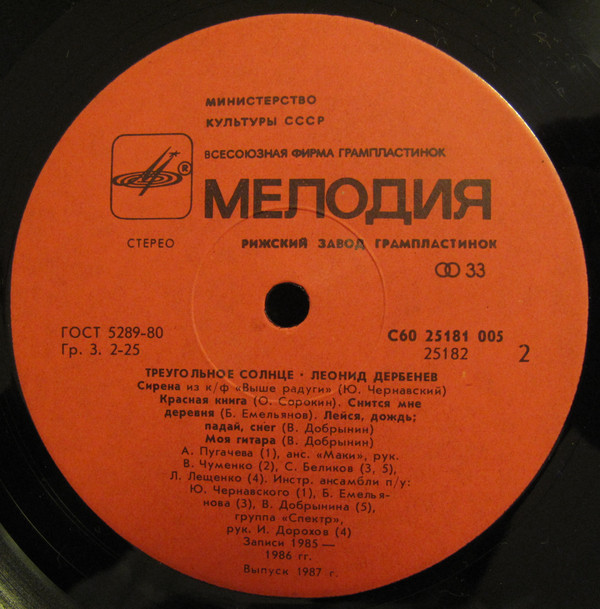 МИНИСТЕРСТВО
КУЛЬТУРЫ СССР
ВСЕСОЮЗНАЯ ФИРМА ГРАМПЛАСТИНОК
®
МЕЛОДИЯ
СТЕРЕО
РИЖСКИЙ ЗАВОД ГРАМПЛАСТИНОК
33
ГОСТ 5289-80
Гр. 3. 2-25
С60 25181 005
25182
2
ТРЕУГОЛЬНОЕ СОЛНЦЕ · ЛЕОНИД ДЕРБЕНЕВ
Сирена из к/ф «Выше радуги» (Ю. Чернавский)
Красная книга (О. Сорокин). Снится мне
деревня (Б. Емельянов). Лейся, дождь;
падай, снег (В. Добрынин)
Моя гитара (В. Добрынин)
А. Пугачева (1), анс. «Маки», рук.
В. Чуменко (2), С. Беликов (3, 5),
Л. Лещенко (4). Инстр. ансамбли п/у:
Ю. Чернавского (1), Б. Емелья-
нова (3), В. Добрынина (5),
группа «Спектр»,
рук. И. Дорохов (4)
Записи 1985—
1986 гг.
Выпуск 1987 г.